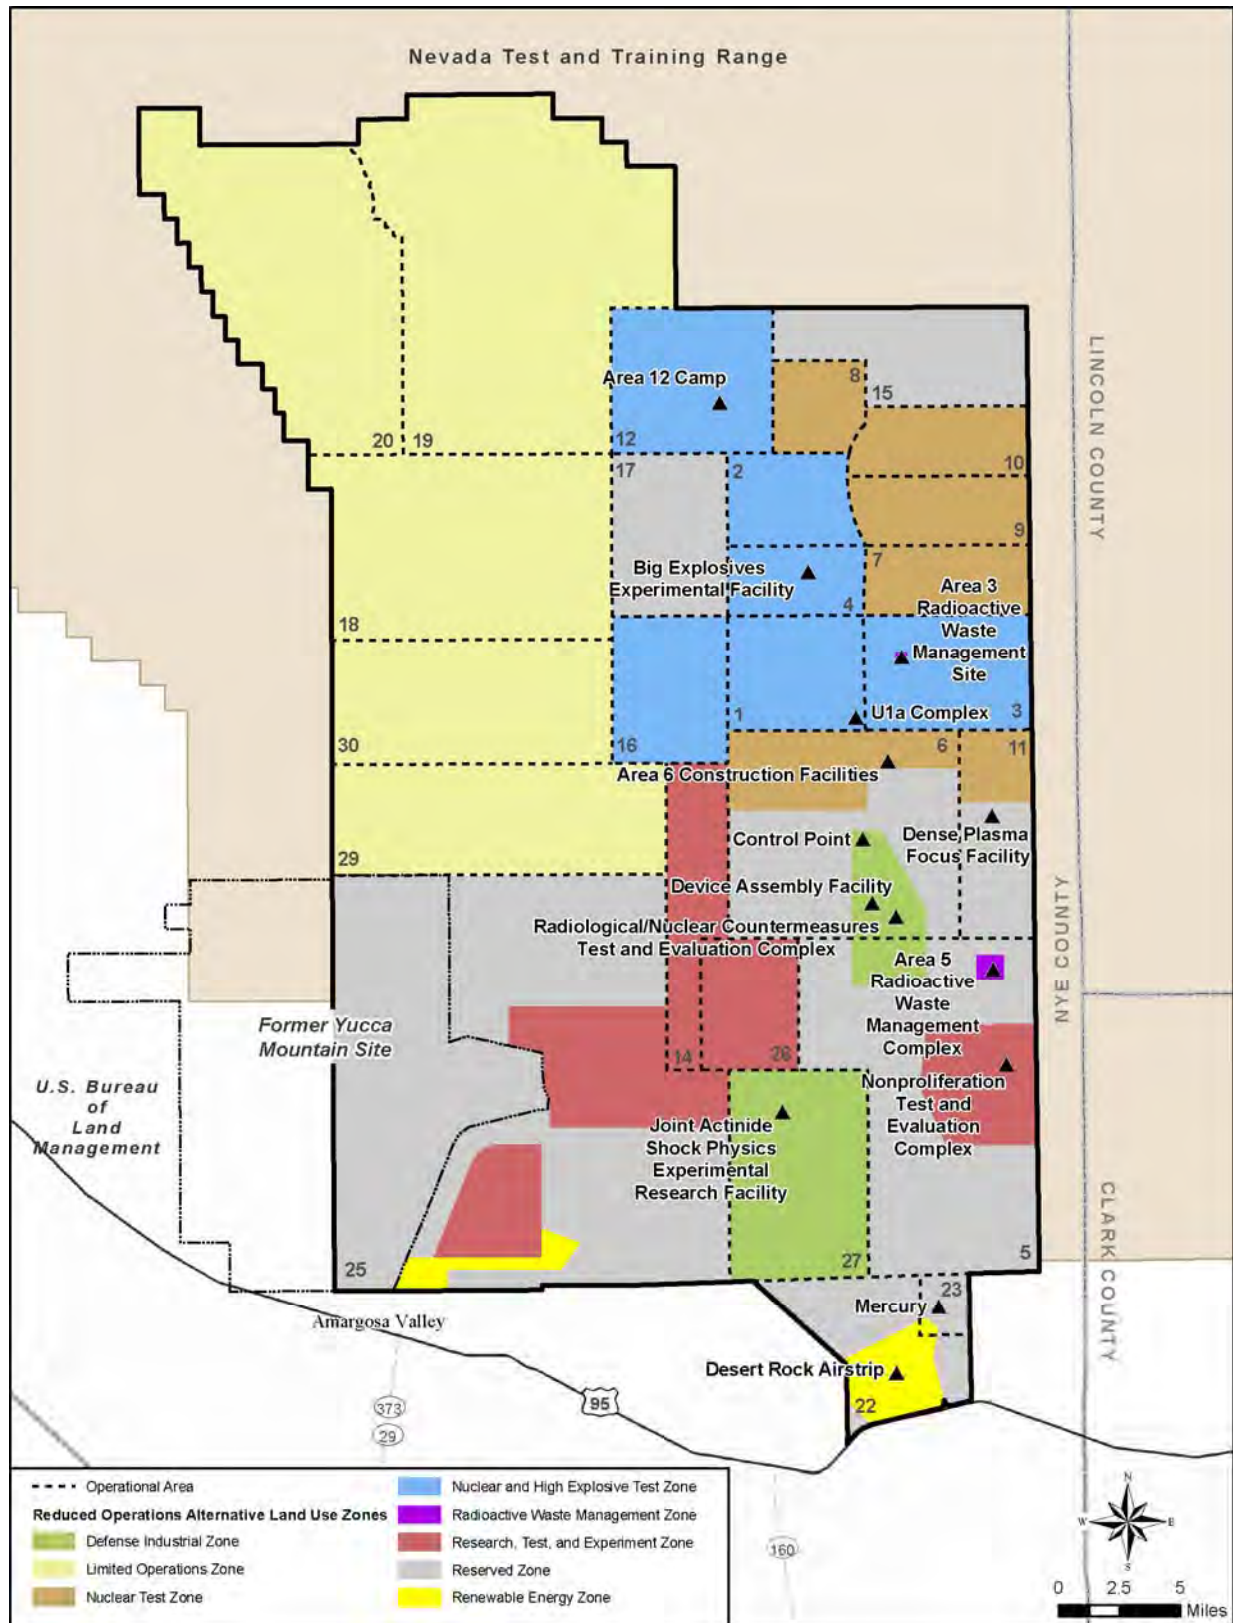 Nevada Test and Training Range
LINCOLN COUNTY
Area 12 Camp
8
15
20
19
12
17
2
10
9
7
Big Explosives
Experimental Facility
4
Area 3
Radioactive
Waste
Management
Site
18
1
U1a Complex
3
30
16
6
11
Area 6 Construction Facilities
Control Point
Dense Plasma
Focus Facility
29
Device Assembly Facility
Radiological/Nuclear Countermeasures
Test and Evaluation Complex
NYE COUNTY
Area 5
Radioactive
Waste
Management
Complex
Former Yucca
Mountain Site
14
26
U.S. Bureau
of
Land
Management
Nonproliferation
Test and
Evaluation
Complex
Joint Actinide
Shock Physics
Experimental
Research Facility
CLARK COUNTY
25
27
5
23
Mercury
Amargosa Valley
Desert Rock Airstrip
22
95
373
29
160
Operational Area
Reduced Operations Alternative Land Use Zones
Defense Industrial Zone
Limited Operations Zone
Nuclear Test Zone
Nuclear and High Explosive Test Zone
Radioactive Waste Management Zone
Research, Test, and Experiment Zone
Reserved Zone
Renewable Energy Zone
N
W
E
S
0 2.5 5
Miles